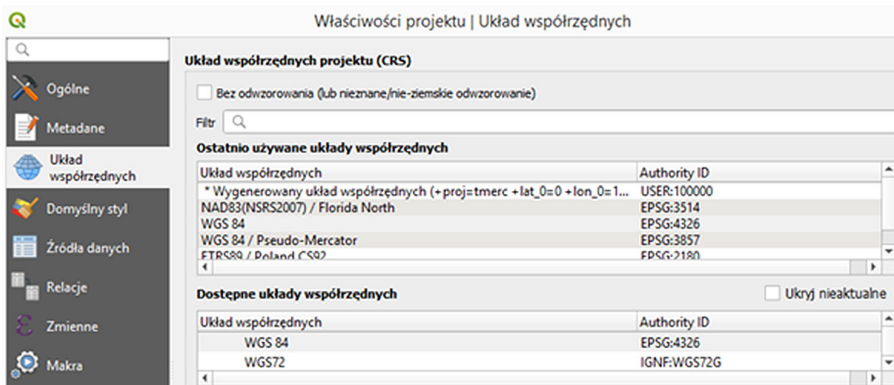 Właściwości projektu | Układ współrzędnych
Ogólne
Metadane
Układ
współrzędnych
Domyślny styl
Źródła danych
Relacje
Zmienne
Makra
Układ współrzędnych projektu (CRS)
Bez odwzorowania (lub nieznane/nie-ziemskie odwzorowanie)
Filtr
Ostatnio używane układy współrzędnych
Układ współrzędnych Authority ID
* Wygenerowany układ współrzędnych (+proj=tmerc +lat_0=0 +lon_0=1... USER:100000
NAD83(NSRS2007) / Florida North EPSG:3514
WGS 84 EPSG:4326
WGS 84 / Pseudo-Mercator EPSG:3857
ETRS89 / Poland CS92 EPSG:2180
Dostępne układy współrzędnych Ukryj nieaktualne
Układ współrzędnych Authority ID
WGS 84 EPSG:4326
WGS72 IGNF:WGS72G